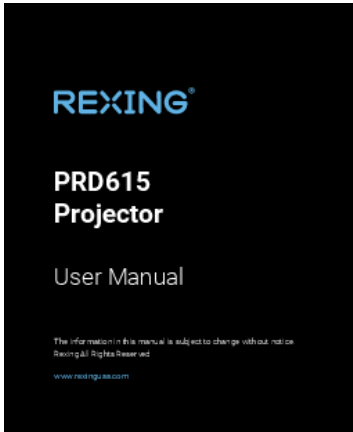 REXING®
PRD615
Projector
User Manual
The information in this manual is subject to change without notice
Rexing All Rights Reserved
www.rexingusa.com